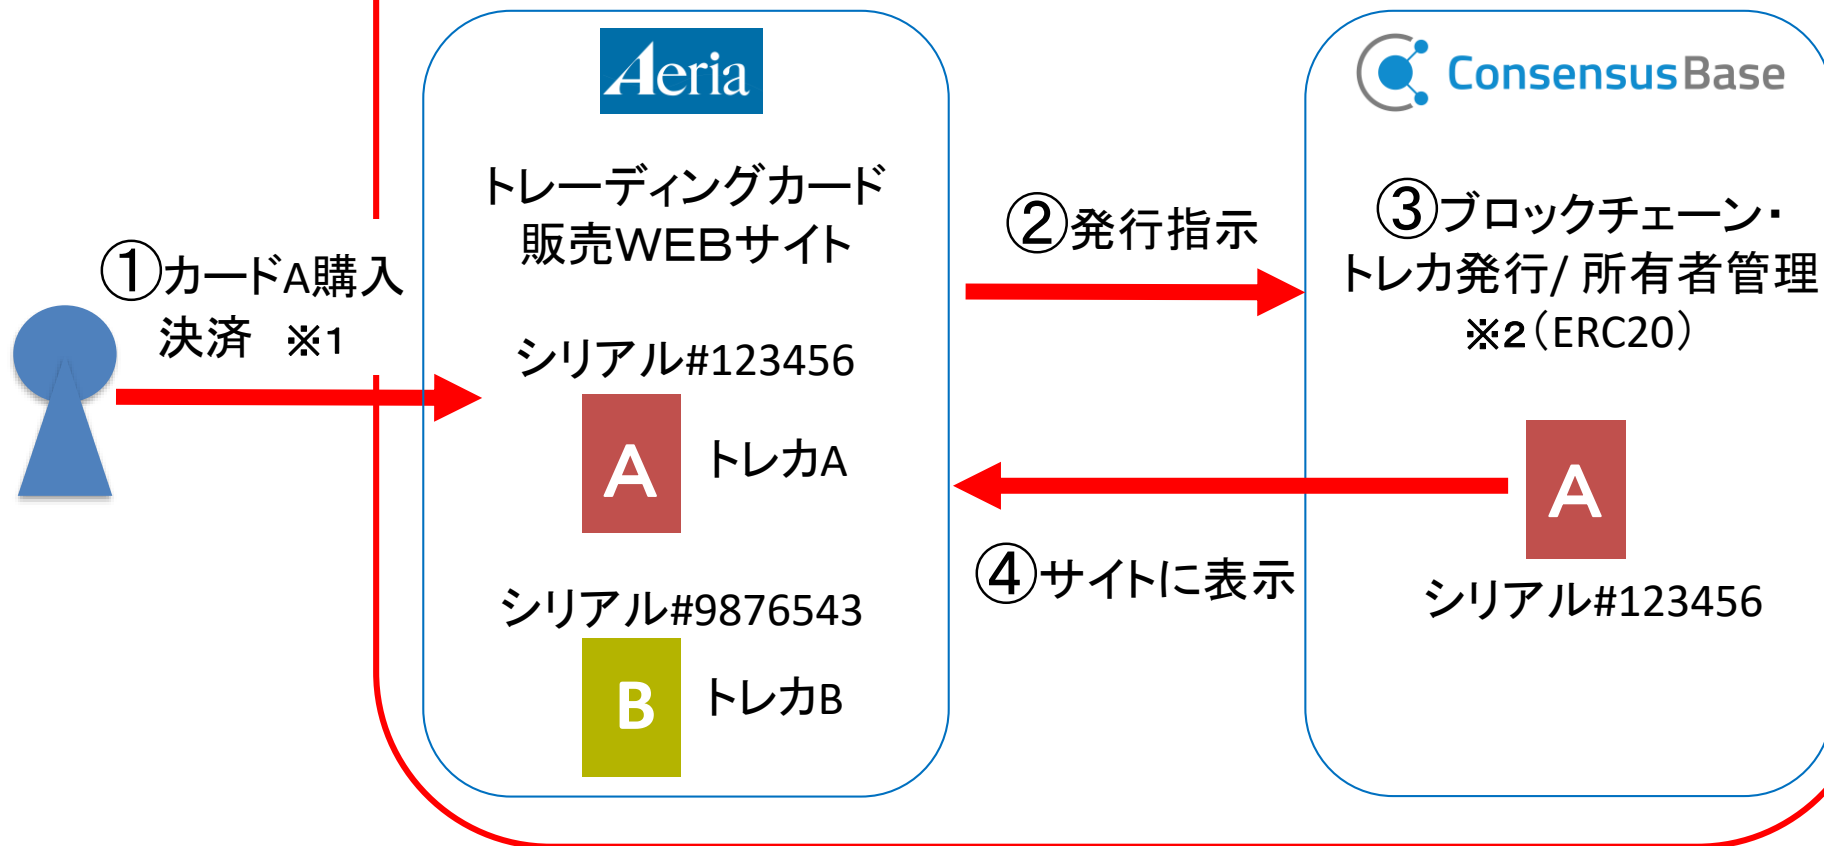 Aeria
トレーディングカード
販売WEBサイト
①カードA購入
決済 ※1
シリアル#123456
A
トレカA
シリアル#9876543
B
トレカB
②発行指示
④サイトに表示
ConsensusBase
③ブロックチェーン・
トレカ発行/ 所有者管理
※2(ERC20)
A
シリアル#123456